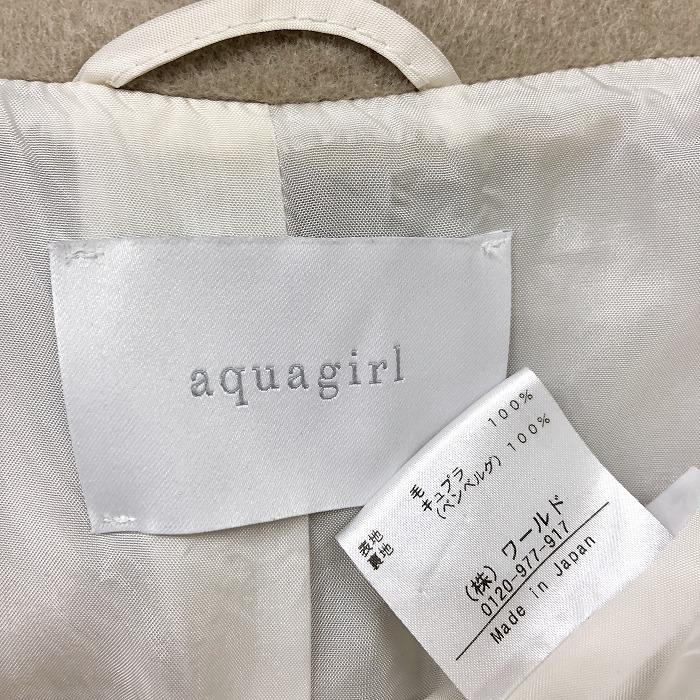 aquagirl
表地 毛 100%
裏地 キュプラ 100%
(ベンベルグ)
(株) ワールド
0120-977-917
Made in Japan